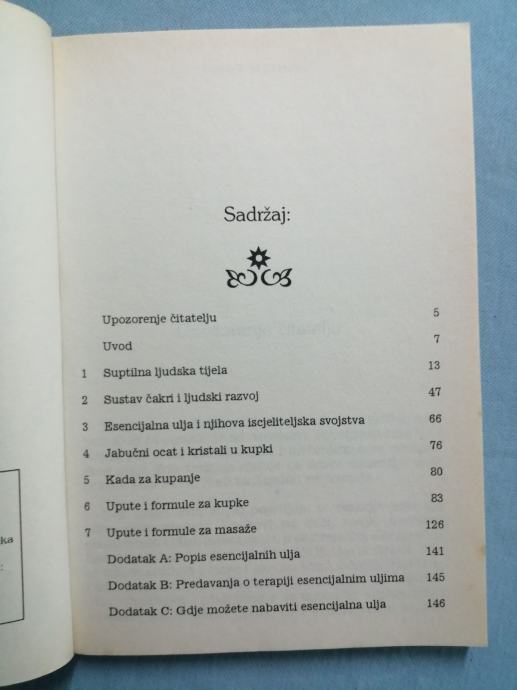 Sadržaj:
Upozorenje čitatelju 5
Uvod 7
1 Suptilna ljudska tijela 13
2 Sustav čakri i ljudski razvoj 47
3 Esencijalna ulja i njihova iscjeliteljska svojstva 66
4 Jabučni ocat i kristali u kupki 76
5 Kada za kupanje 80
6 Upute i formule za kupke 83
7 Upute i formule za masaže 126
Dodatak A: Popis esencijalnih ulja 141
Dodatak B: Predavanja o terapiji esencijalnim uljima 145
Dodatak C: Gdje možete nabaviti esencijalna ulja 146